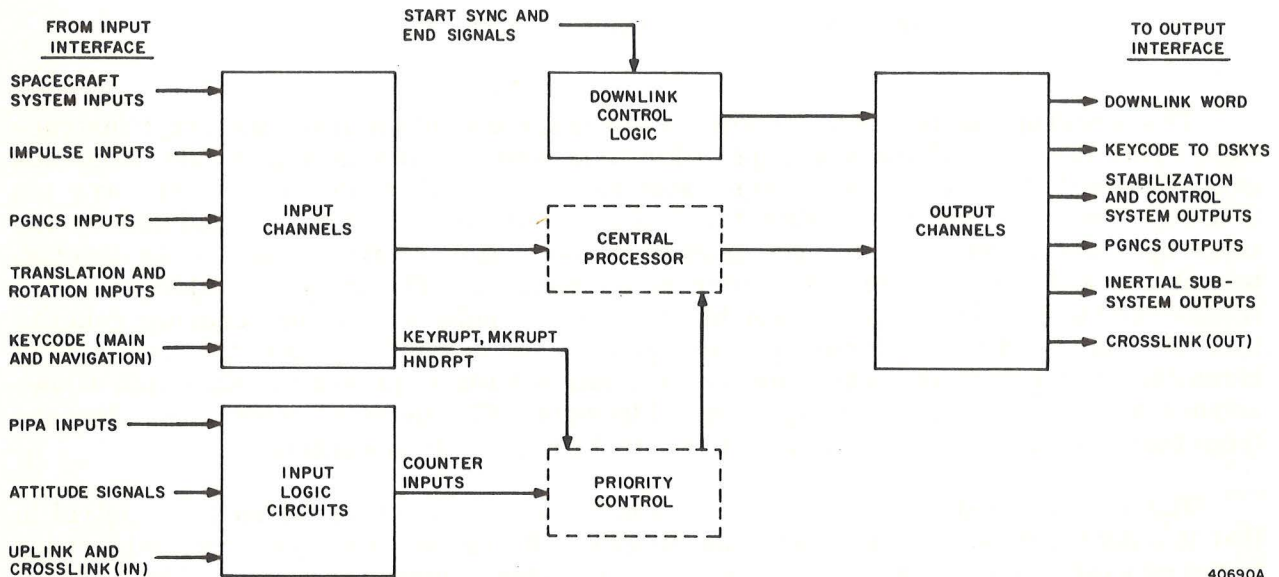 FROM INPUT
INTERFACE
SPACECRAFT
SYSTEM INPUTS
IMPULSE INPUTS
PGNCS INPUTS
TRANSLATION AND
ROTATION INPUTS
KEYCODE (MAIN
AND NAVIGATION)
PIPA INPUTS
ATTITUDE SIGNALS
UPLINK AND
CROSSLINK (IN)
INPUT
CHANNELS
INPUT
LOGIC
CIRCUITS
KEYRUPT, MKRUPT
HNDRPT
COUNTER
INPUTS
START SYNC AND
END SIGNALS
DOWNLINK
CONTROL
LOGIC
CENTRAL
PROCESSOR
PRIORITY
CONTROL
OUTPUT
CHANNELS
TO OUTPUT
INTERFACE
DOWNLINK WORD
KEYCODE TO DSKYS
STABILIZATION
AND CONTROL
SYSTEM OUTPUTS
PGNCS OUTPUTS
INERTIAL SUB-
SYSTEM OUTPUTS
CROSSLINK (OUT)
40690A